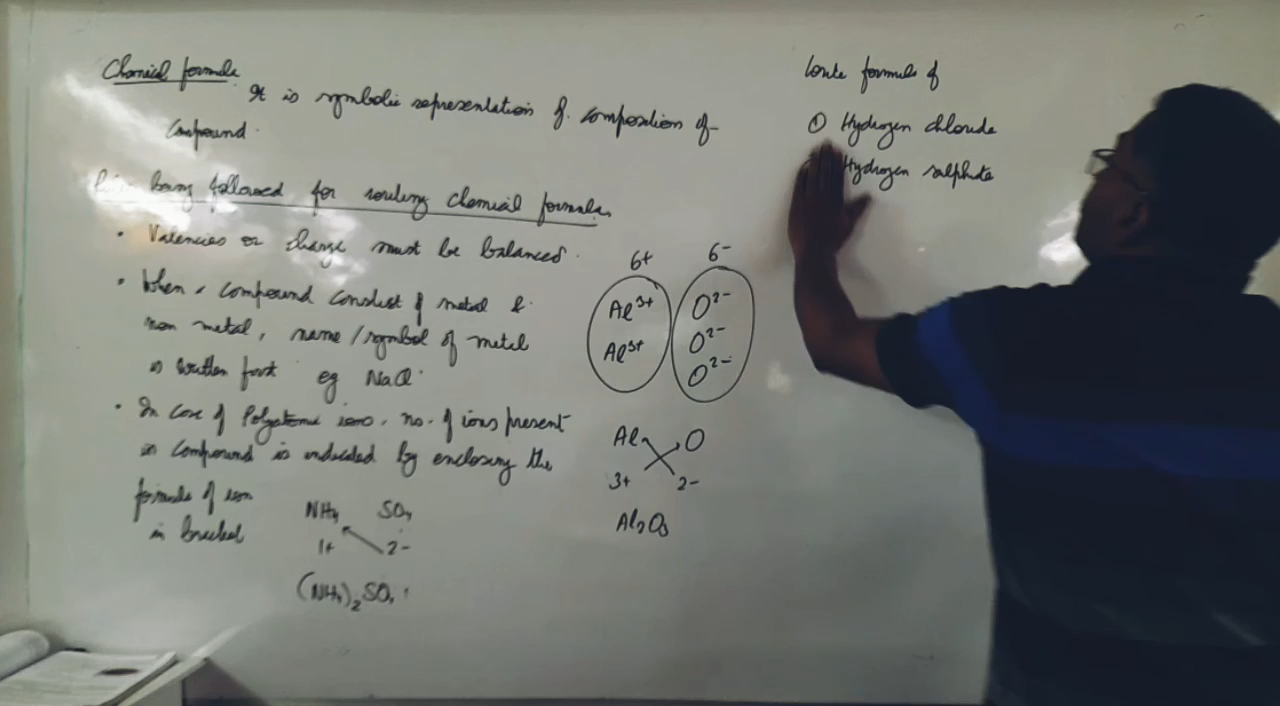 Chemical formula
It is symbolic representation of composition of
Compound.
being followed for writing chemical formula
• Valencies or charge must be balanced.
• When a compound consist of metal &
non metal, name/symbol of metal
is written first eg NaCl
• In case of Polyatomic ions, no. of ions present
in compound is indicated by enclosing the
formula of ion
in bracket
NH₄ SO₄
1+ 2-
(NH₄)₂SO₄
6+ 6-
Al³⁺ O²⁻
Al³⁺ O²⁻
O²⁻
Al O
3+ 2-
Al₂O₃
Write formula of
① Hydrogen chloride
Hydrogen sulphide